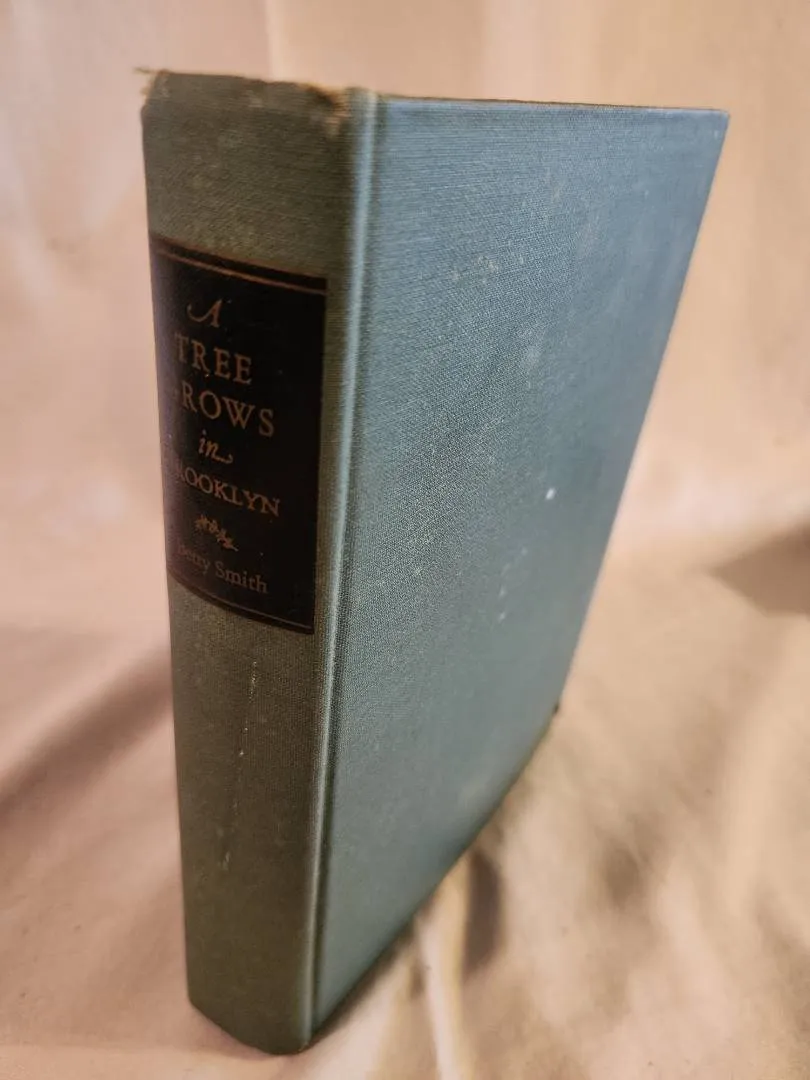 A
TREE
GROWS
in
BROOKLYN
Betty Smith